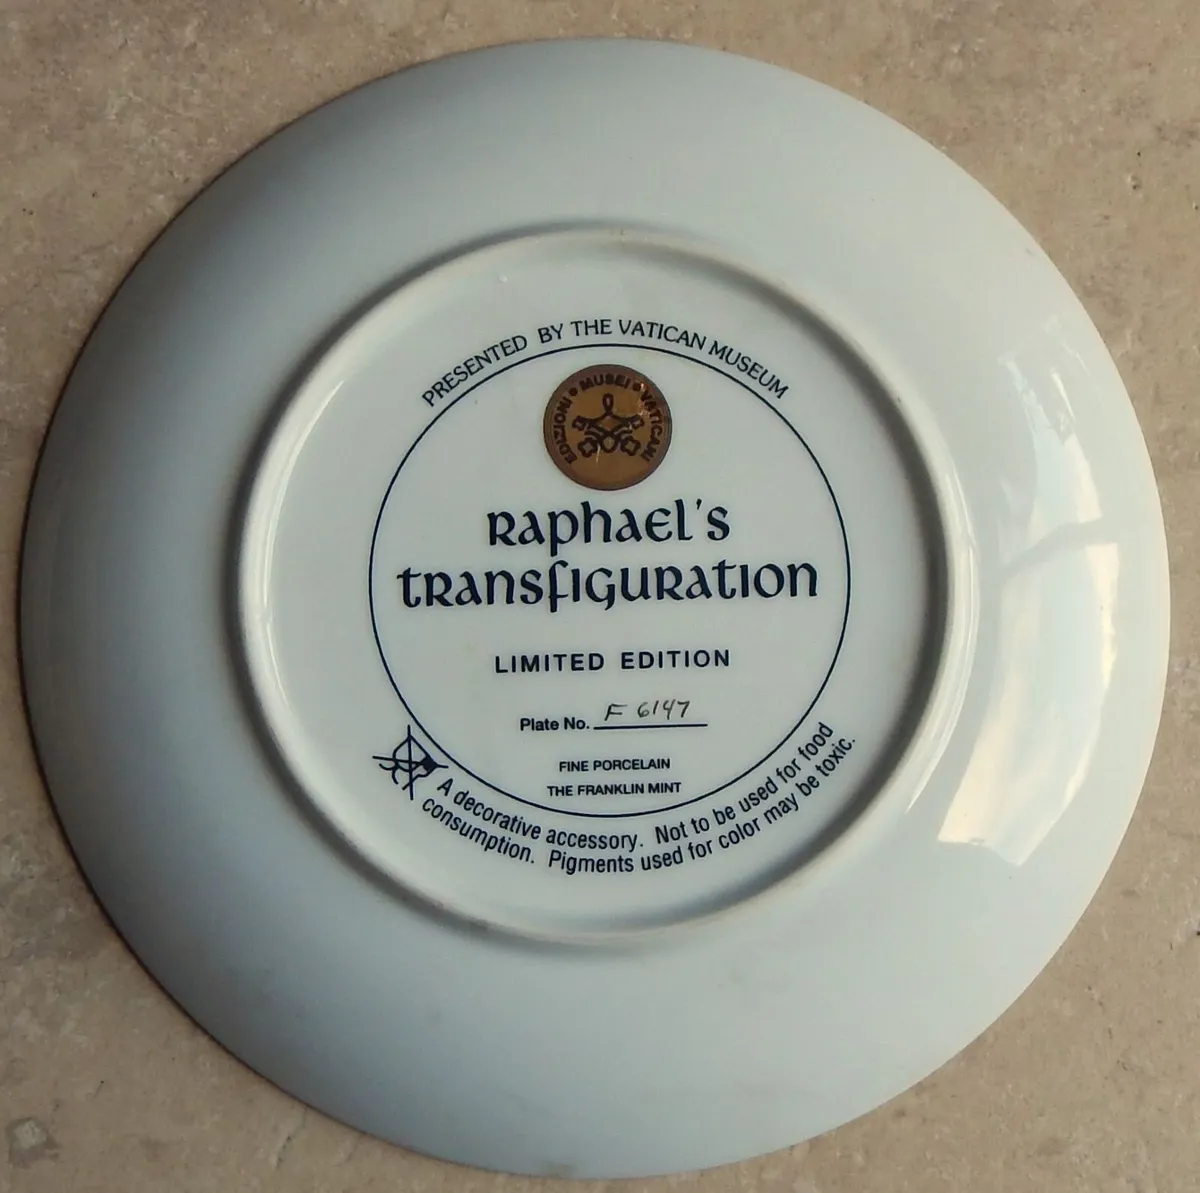 PRESENTED BY THE VATICAN MUSEUM
EDIZIONI • MUSEI • VATICANI
Raphael's
Transfiguration
LIMITED EDITION
Plate No. F 6147
FINE PORCELAIN
THE FRANKLIN MINT
A decorative accessory. Not to be used for food
consumption. Pigments used for color may be toxic.